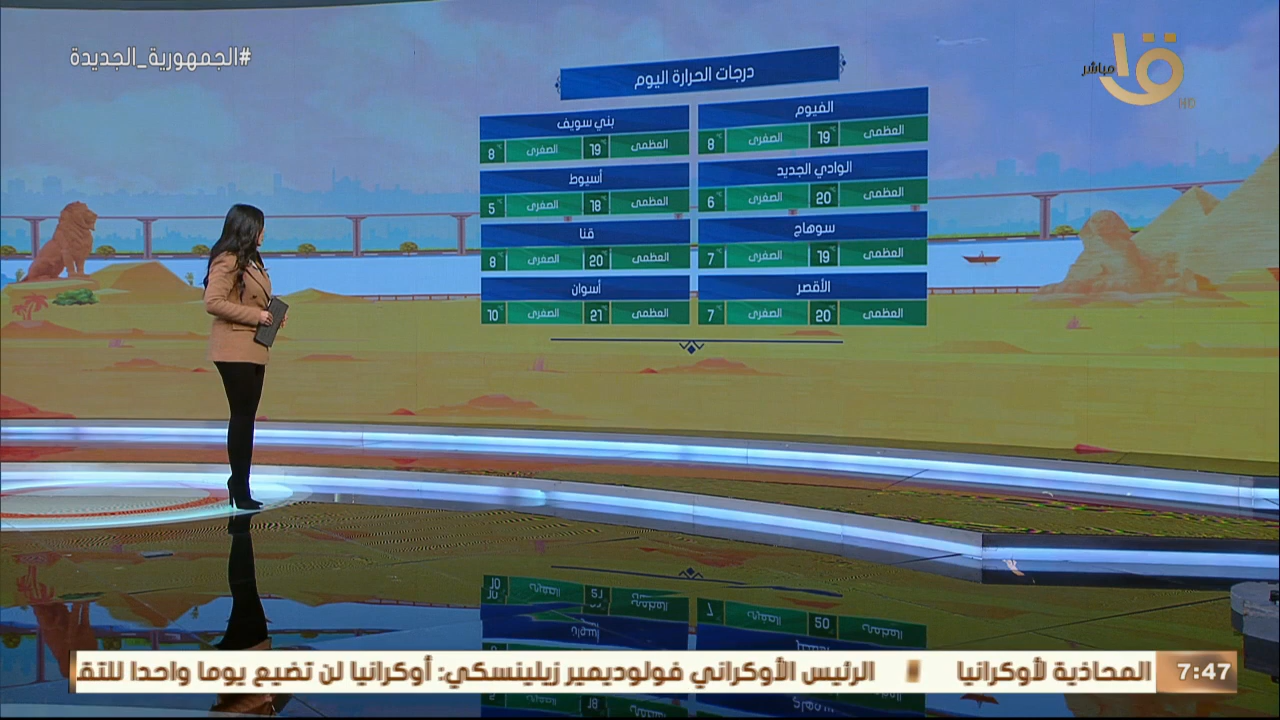 #الجمهورية_الجديدة
مباشر
HD
درجات الحرارة اليوم
الفيوم
العظمى 19 الصغرى 8
بني سويف
العظمى 19 الصغرى 8
الوادي الجديد
العظمى 20 الصغرى 6
أسيوط
العظمى 18 الصغرى 5
سوهاج
العظمى 19 الصغرى 7
قنا
العظمى 20 الصغرى 8
الأقصر
العظمى 20 الصغرى 7
أسوان
العظمى 21 الصغرى 10
7:47
المحاذية لأوكرانيا
الرئيس الأوكراني فولوديمير زيلينسكي: أوكرانيا لن تضيع يوما واحدا